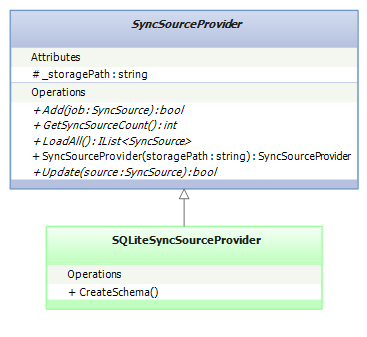 SyncSourceProvider
Attributes
# _storagePath : string
Operations
+ Add(job : SyncSource) : bool
+ GetSyncSourceCount() : int
+ LoadAll() : IList<SyncSource>
+ SyncSourceProvider(storagePath : string) : SyncSourceProvider
+ Update(source : SyncSource) : bool
SQLiteSyncSourceProvider
Operations
+ CreateSchema()